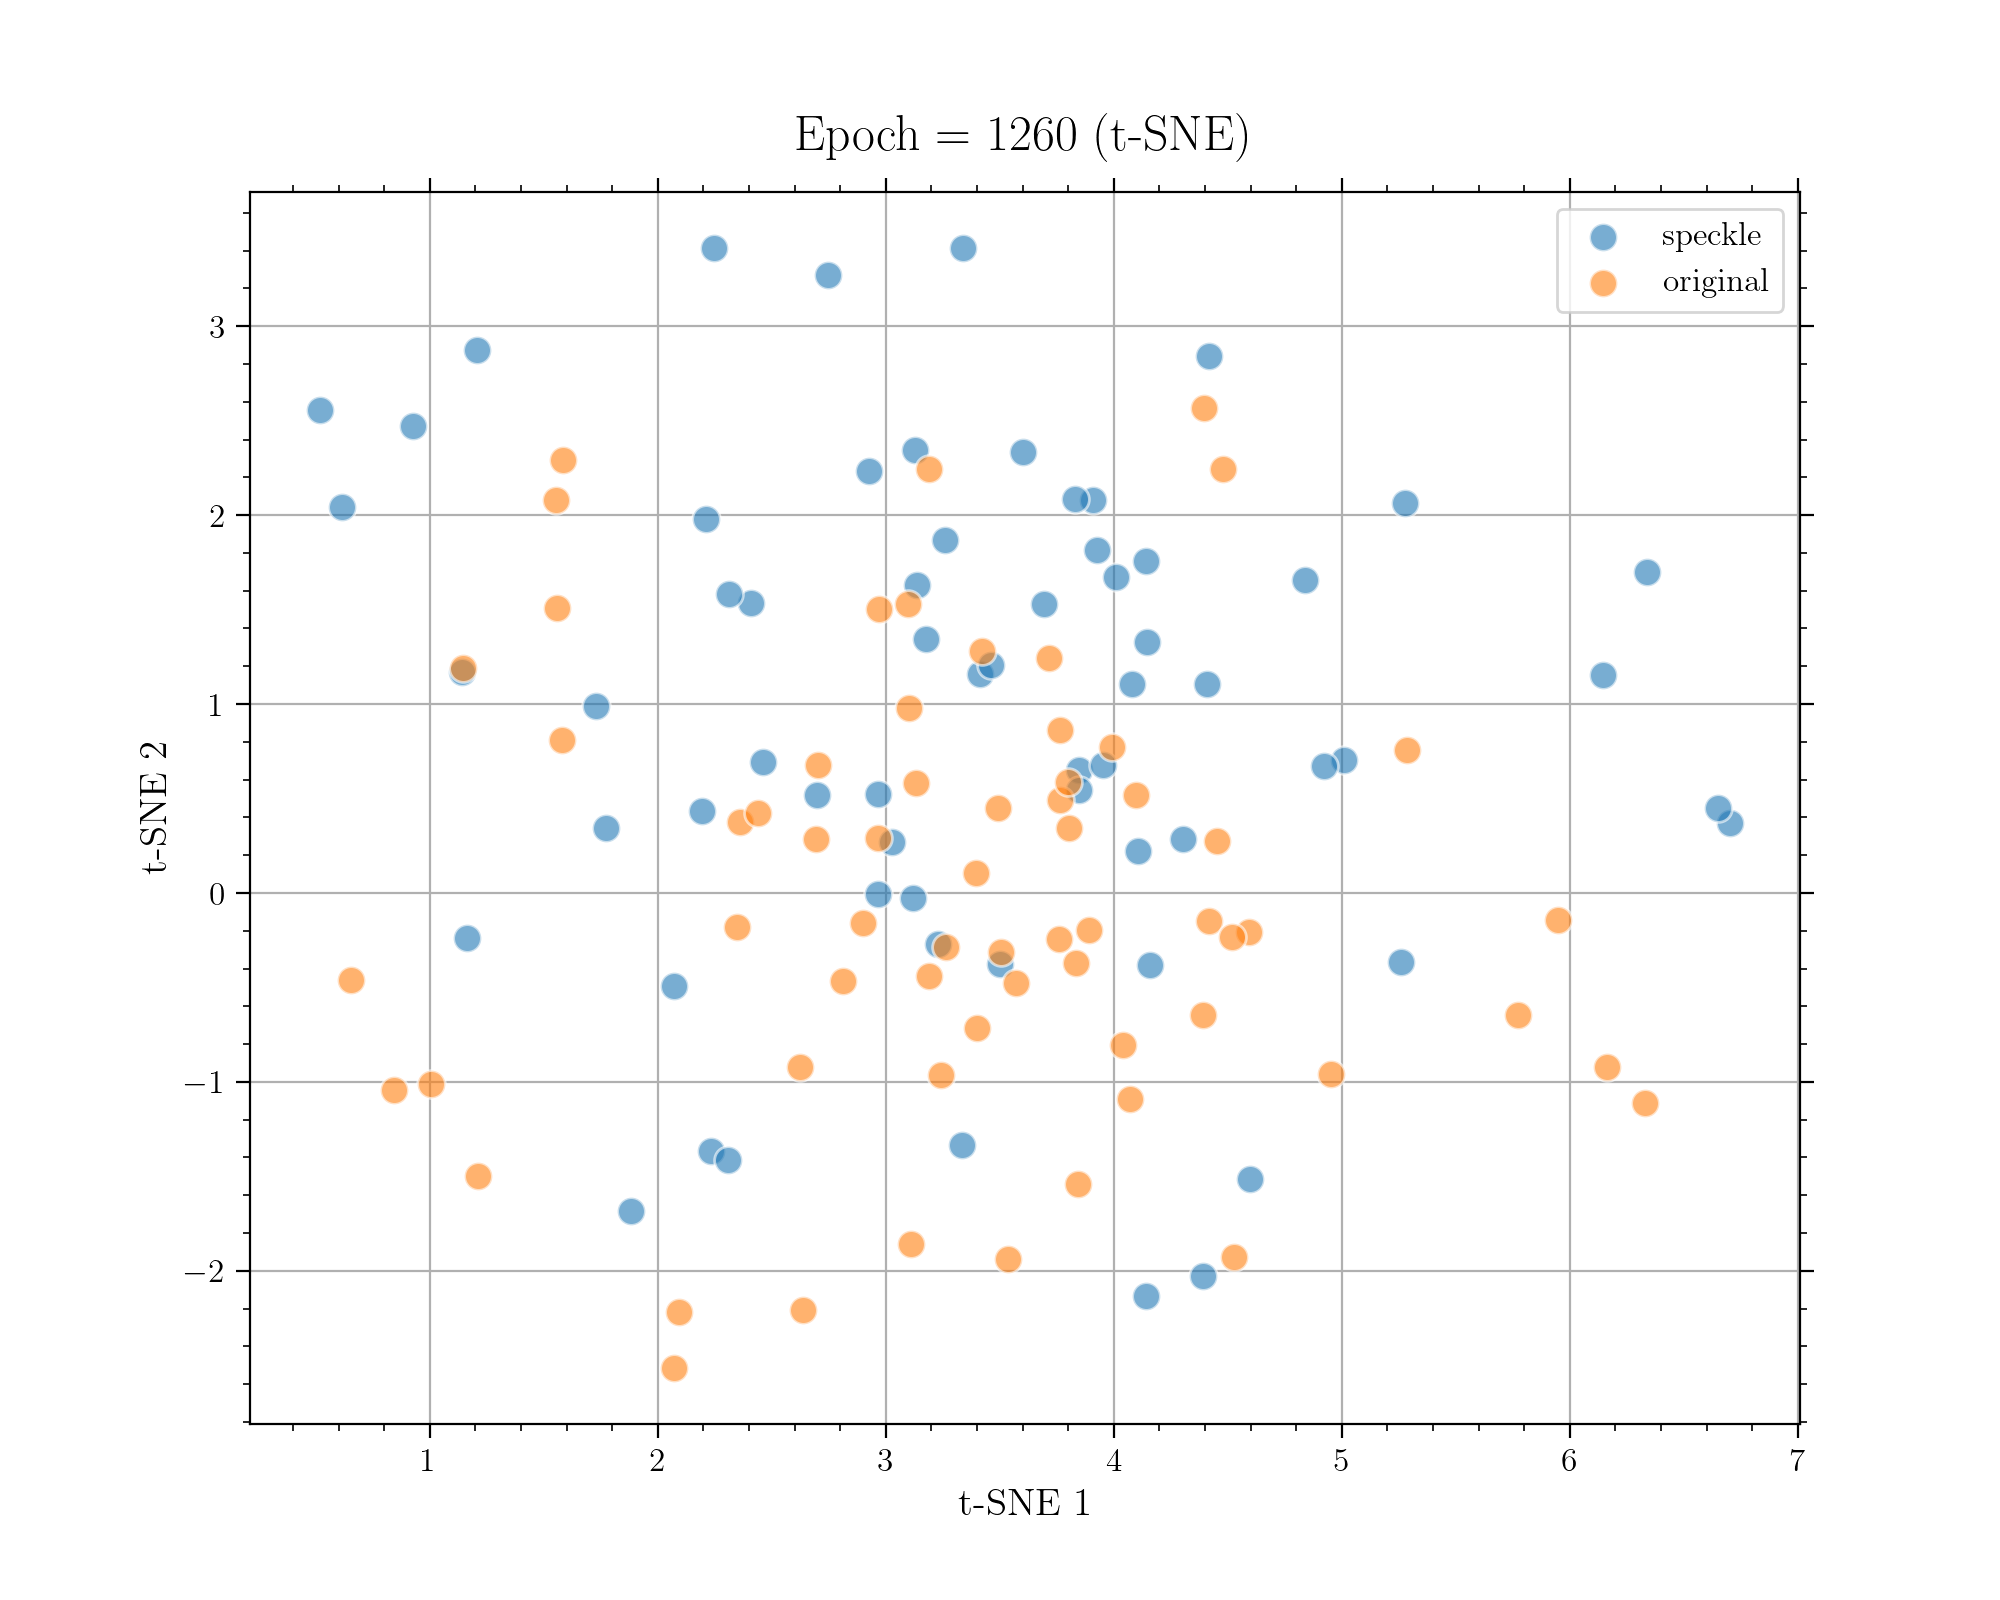 Epoch = 1260 (t-SNE)
speckle
original
3
2
1
0
−1
−2
t-SNE 2
1
2
3
4
5
6
7
t-SNE 1